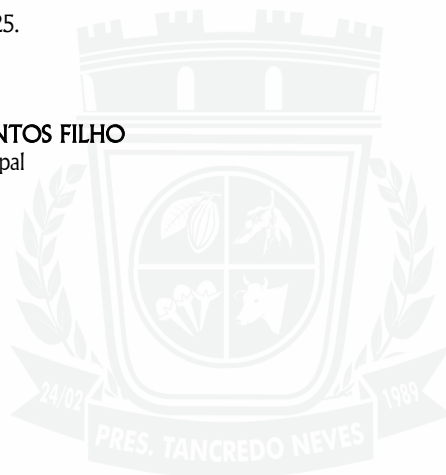 25.
NTOS FILHO
pal
24/02
1989
PRES. TANCREDO NEVES